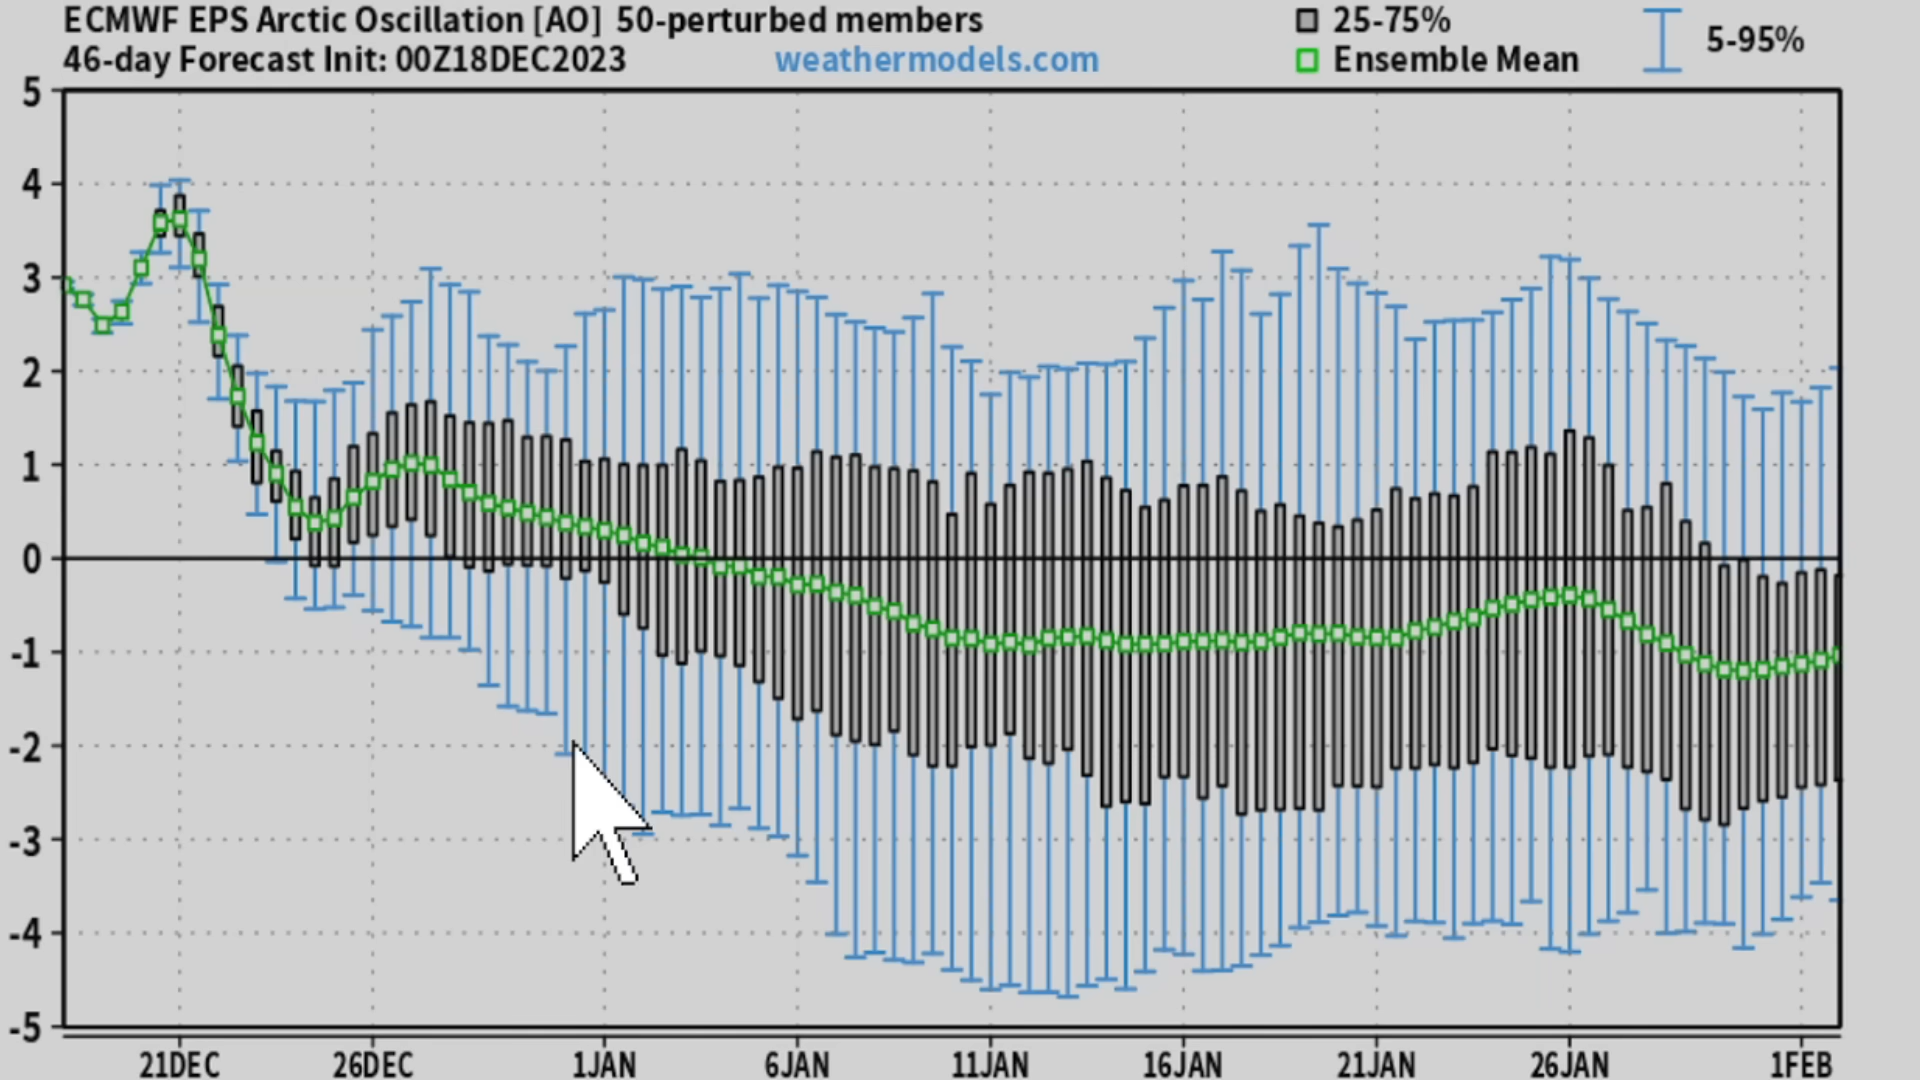 ECMWF EPS Arctic Oscillation [AO] 50-perturbed members
46-day Forecast Init: 00Z18DEC2023
weathermodels.com
25-75%
Ensemble Mean
5-95%
5
4
3
2
1
0
-1
-2
-3
-4
-5
21DEC 26DEC 1JAN 6JAN 11JAN 16JAN 21JAN 26JAN 1FEB